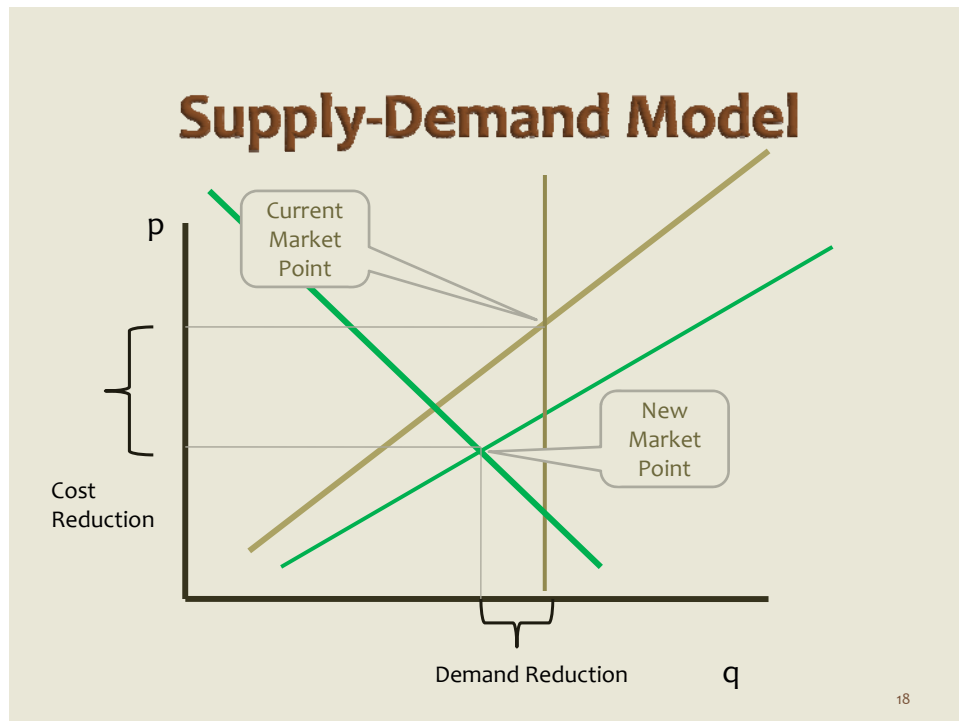 Supply-Demand Model
p
Current
Market
Point
New
Market
Point
Cost
Reduction
Demand Reduction
q
18